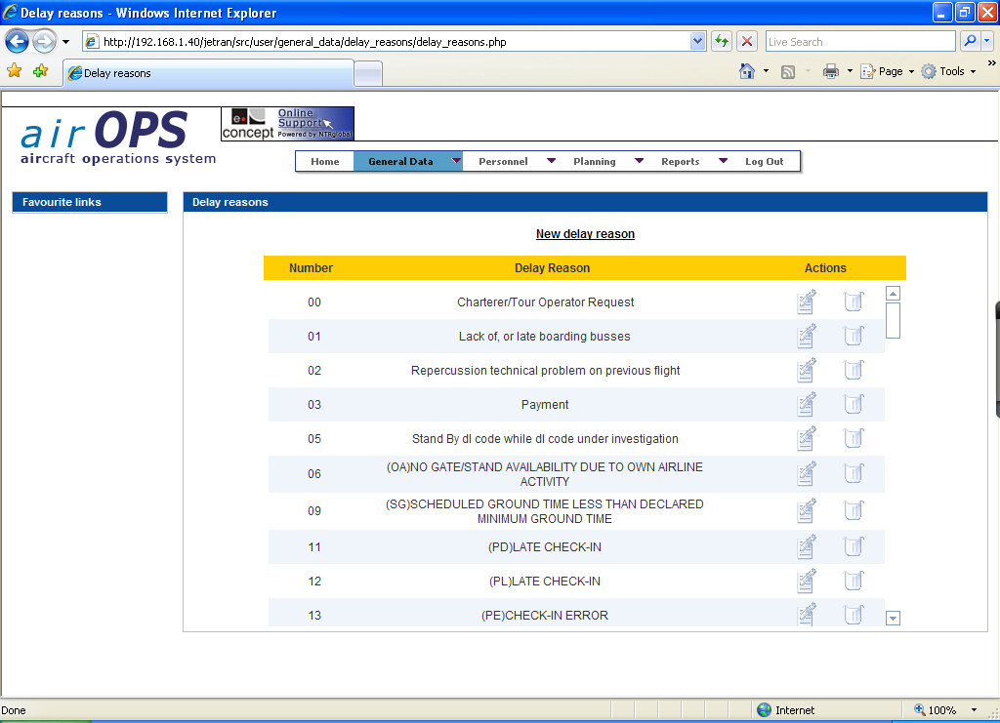 Delay reasons - Windows Internet Explorer
http://192.168.1.40/jetran/src/user/general_data/delay_reasons/delay_reasons.php
Live Search
Delay reasons
Page
Tools
air OPS
aircraft operations system
e. concept
Online Support
Powered by NTRglobal
Home General Data Personnel Planning Reports Log Out
Favourite links
Delay reasons
New delay reason
Number Delay Reason Actions
00 Charterer/Tour Operator Request
01 Lack of, or late boarding busses
02 Repercussion technical problem on previous flight
03 Payment
05 Stand By dl code while dl code under investigation
06 (OA)NO GATE/STAND AVAILABILITY DUE TO OWN AIRLINE
ACTIVITY
09 (SG)SCHEDULED GROUND TIME LESS THAN DECLARED
MINIMUM GROUND TIME
11 (PD)LATE CHECK-IN
12 (PL)LATE CHECK-IN
13 (PE)CHECK-IN ERROR
Done
Internet
100%